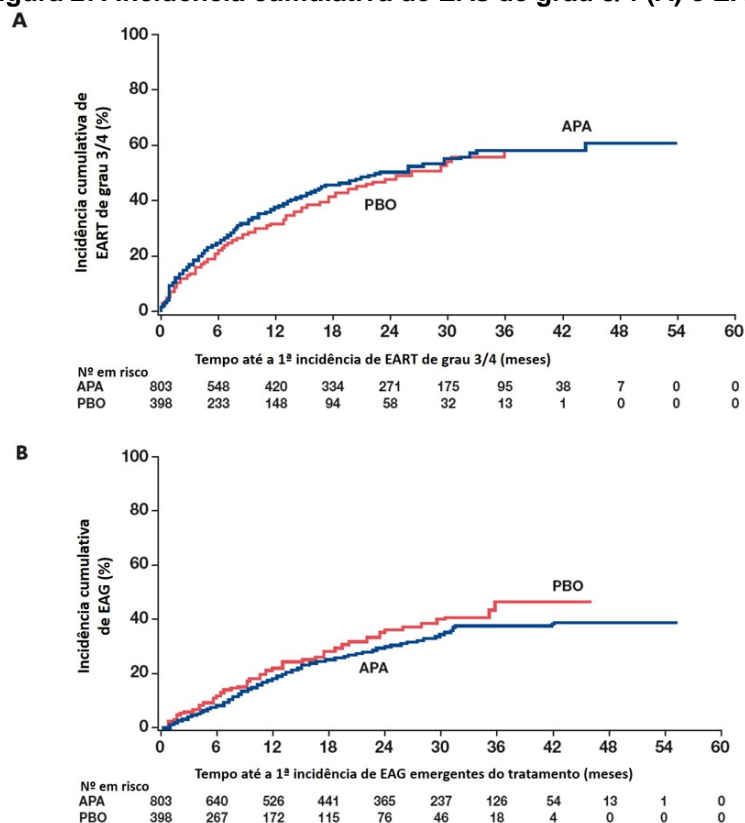 A
100
80
60
40
20
0
Incidência cumulativa de
EART de grau 3/4 (%)
APA
PBO
0 6 12 18 24 30 36 42 48 54 60
Tempo até a 1ª incidência de EART de grau 3/4 (meses)
Nº em risco
APA 803 548 420 334 271 175 95 38 7 0 0
PBO 398 233 148 94 58 32 13 1 0 0 0
B
100
80
60
40
20
0
Incidência cumulativa
de EAG (%)
PBO
APA
0 6 12 18 24 30 36 42 48 54 60
Tempo até a 1ª incidência de EAG emergentes do tratamento (meses)
Nº em risco
APA 803 640 526 441 365 237 126 54 13 1 0
PBO 398 267 172 115 76 46 18 4 0 0 0